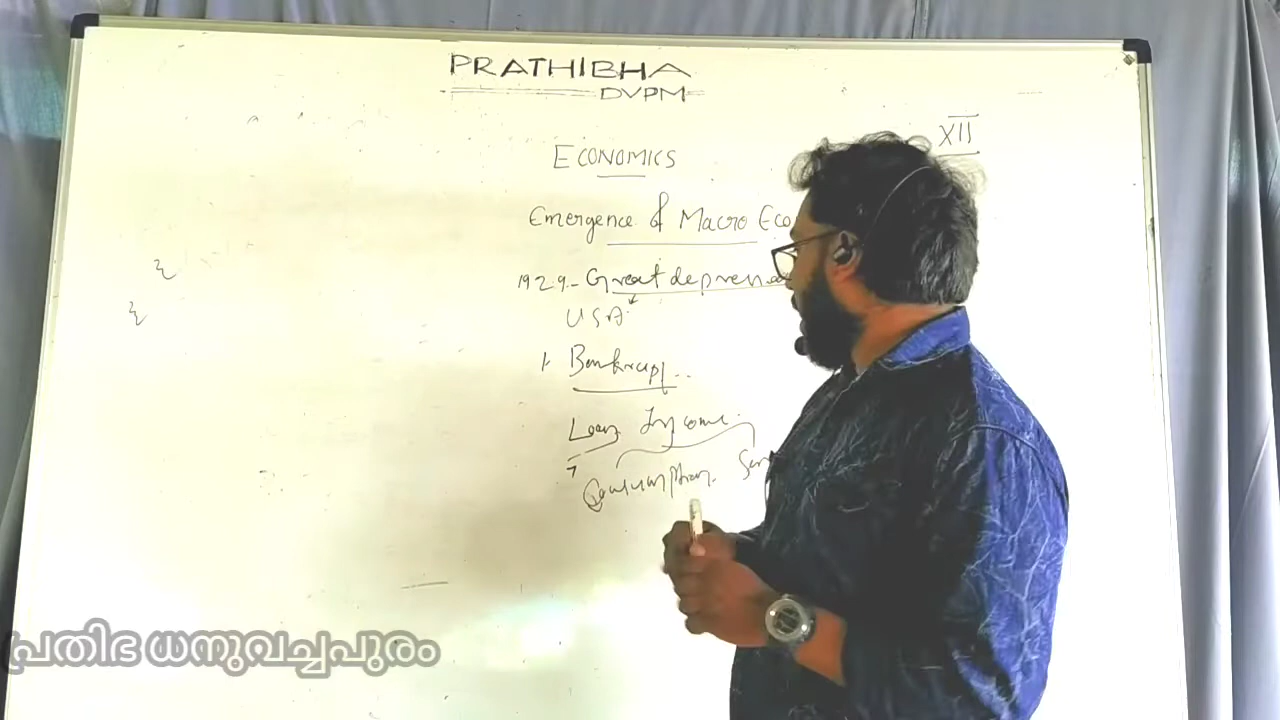 PRATHIBHA
DVPM
XII
ECONOMICS
Emergence of Macro Eco
1929- Great depression
USA
1. Bankrupt..
Income
Consumption.
പ്രതിഭ ധനുവച്ചപുരം